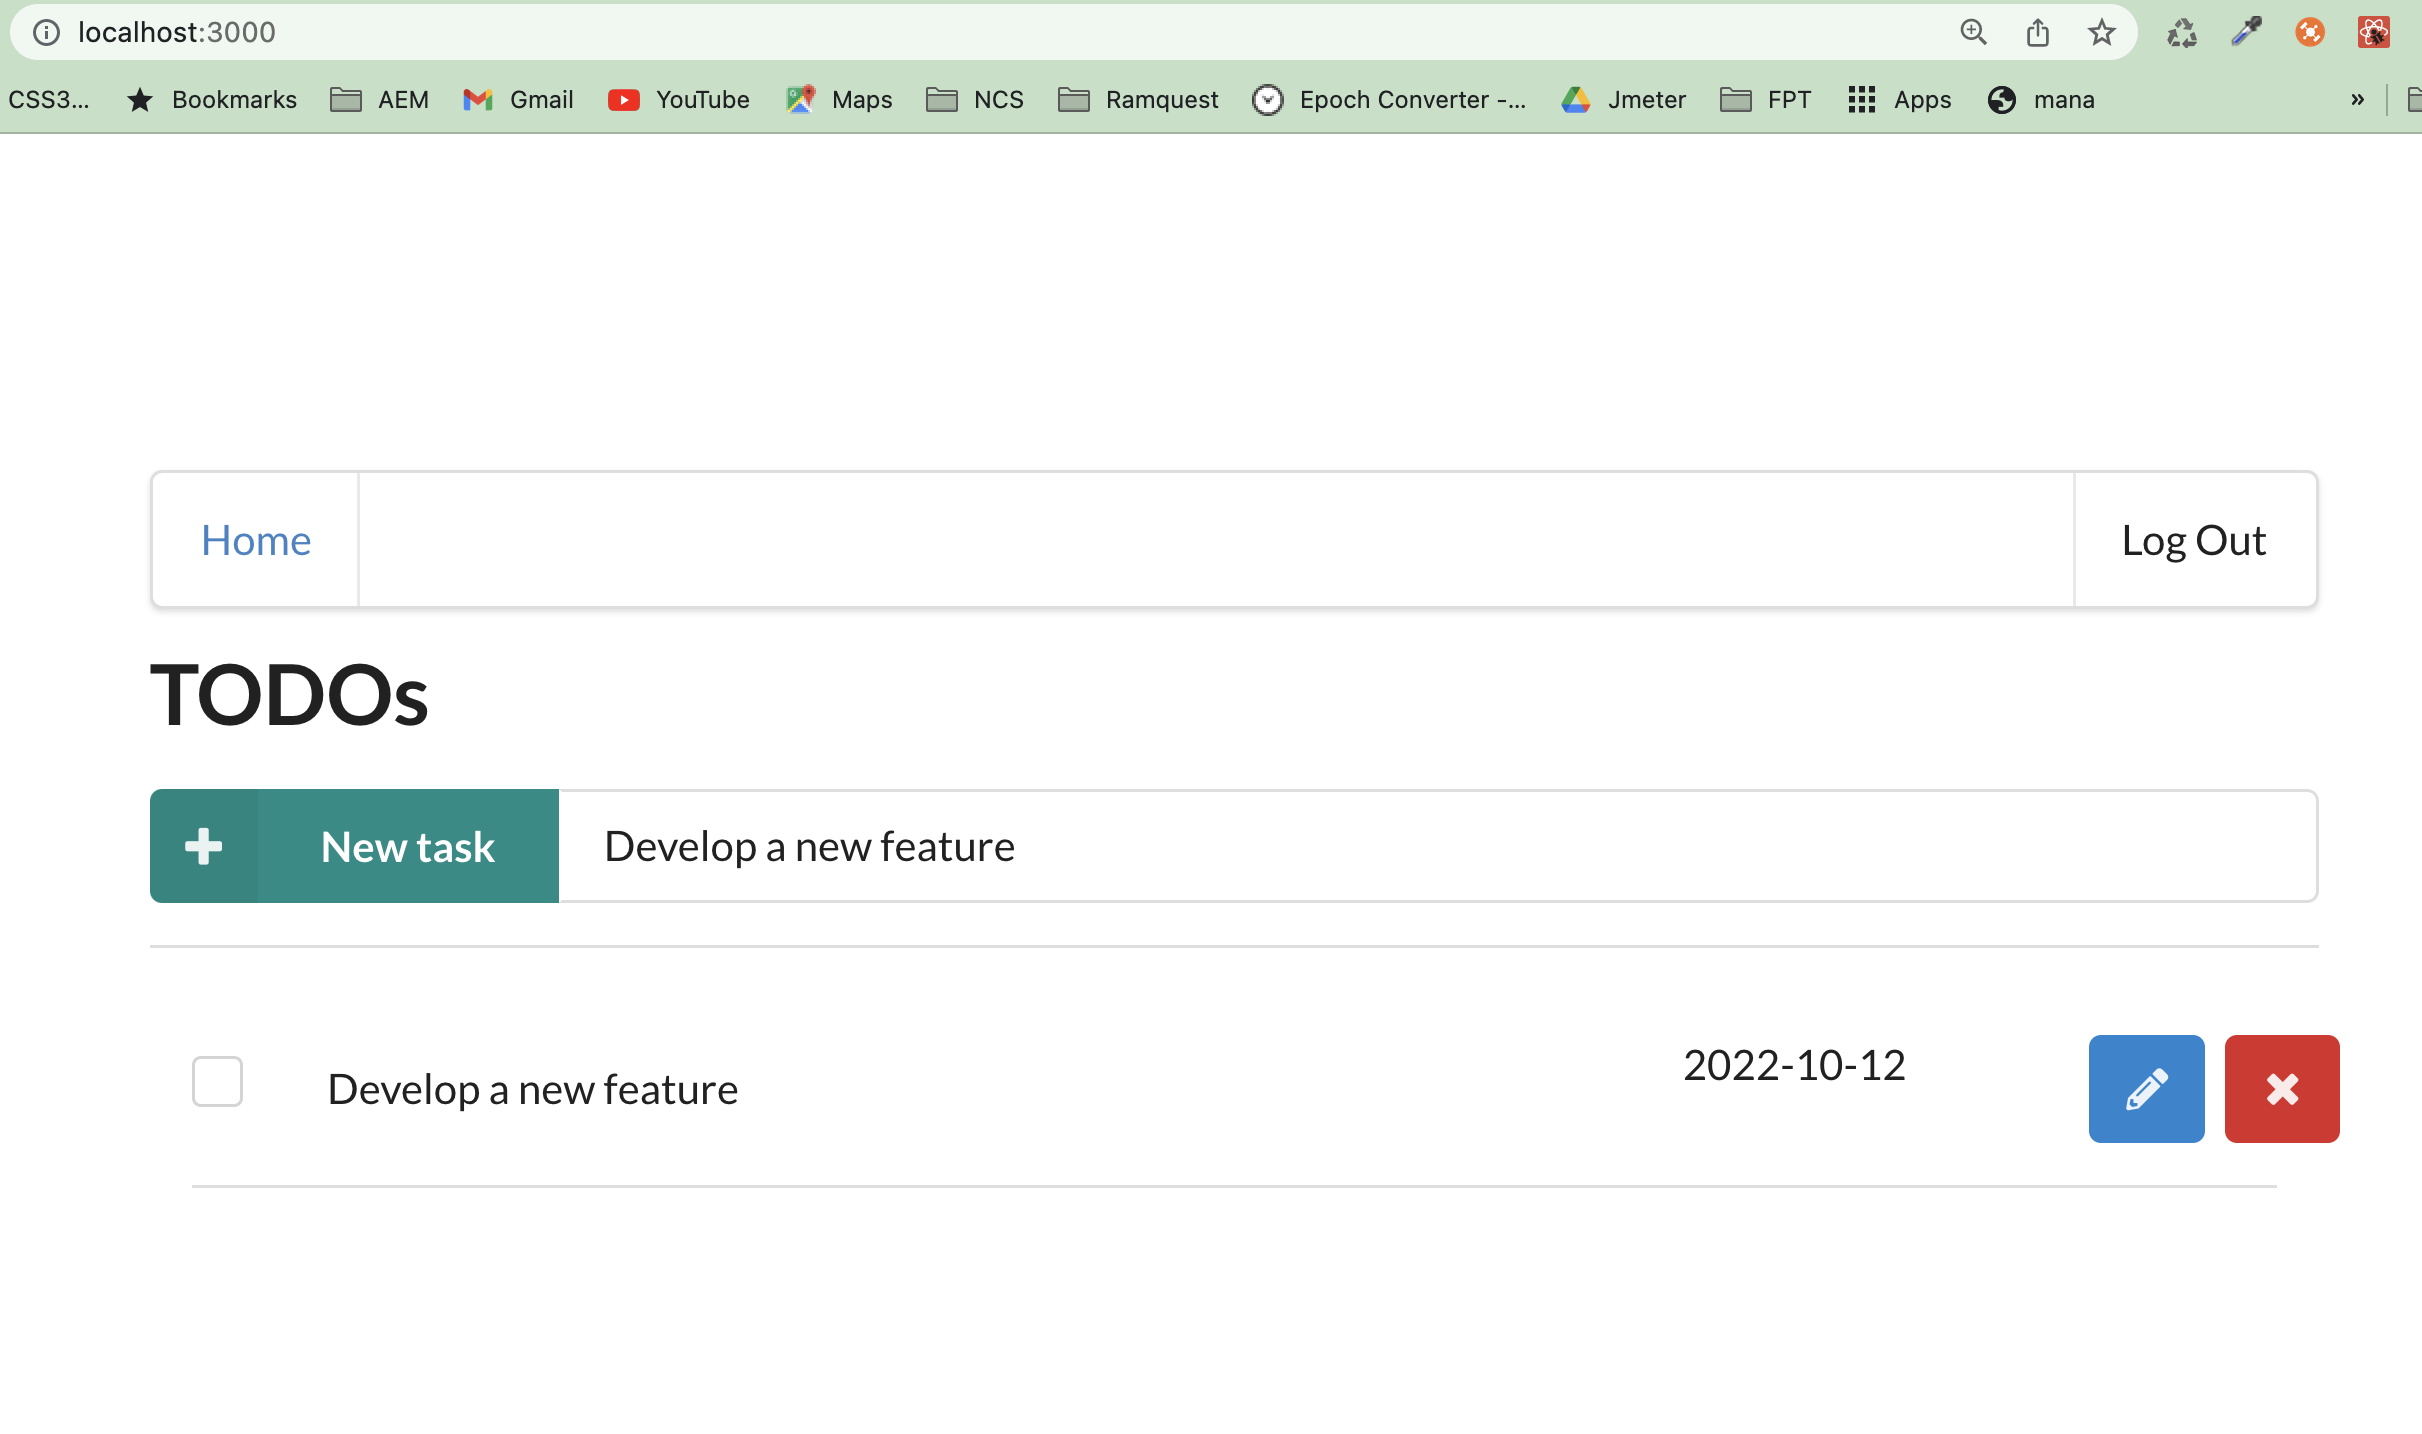 localhost:3000
CSS3... Bookmarks AEM Gmail YouTube Maps NCS Ramquest Epoch Converter -... Jmeter FPT Apps mana »
Home Log Out
TODOs
New task Develop a new feature
Develop a new feature 2022-10-12